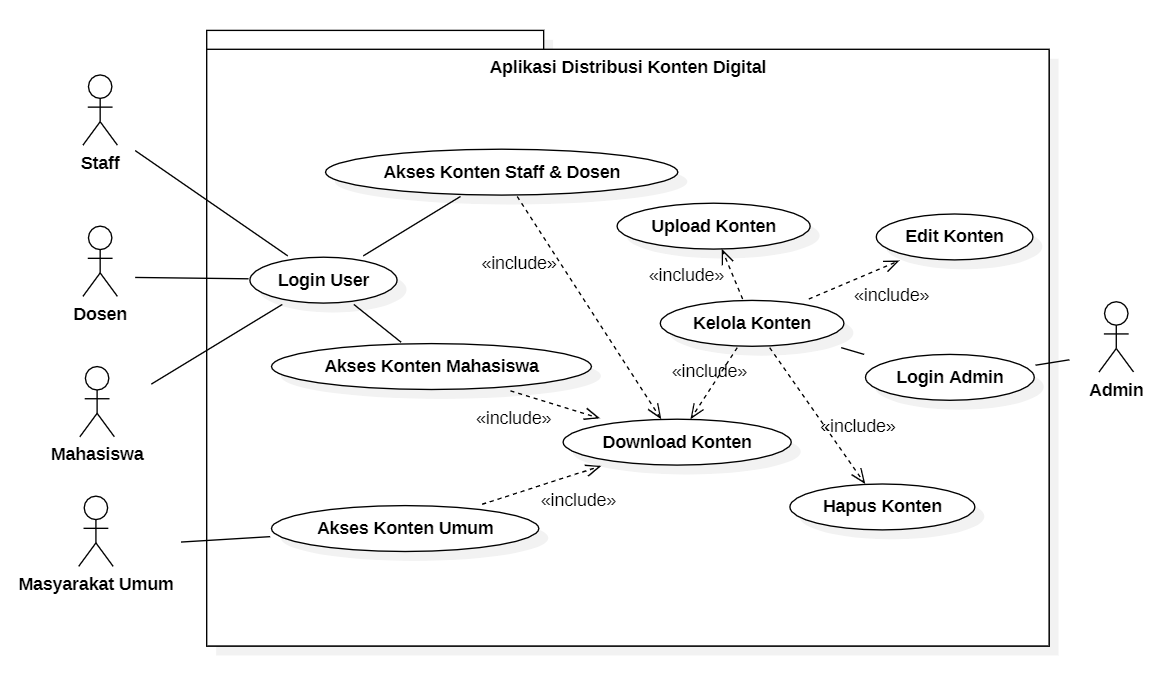 Aplikasi Distribusi Konten Digital
Staff
Akses Konten Staff & Dosen
Upload Konten
Edit Konten
«include»
«include»
Login User
«include»
Dosen
Kelola Konten
Akses Konten Mahasiswa
«include»
Login Admin
Admin
«include»
«include»
Download Konten
Mahasiswa
«include»
Hapus Konten
Akses Konten Umum
Masyarakat Umum